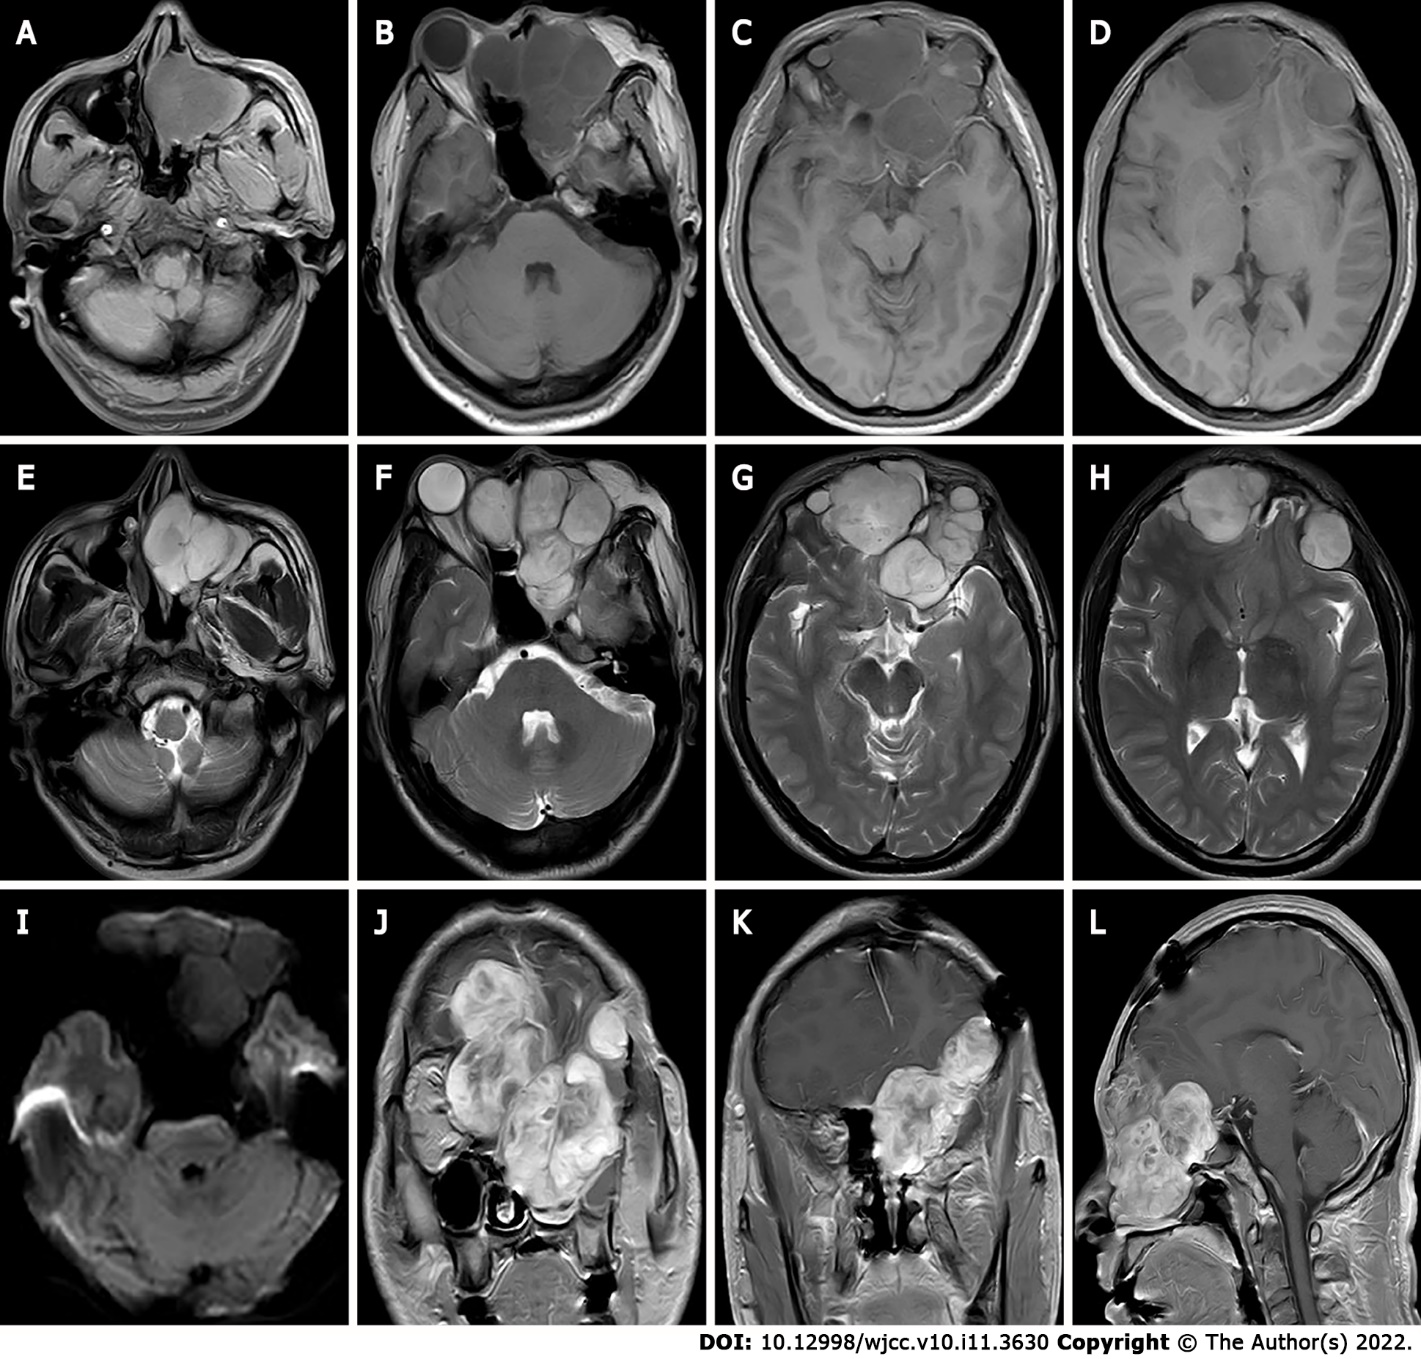 A
B
C
D
E
F
G
H
I
J
K
L
DOI: 10.12998/wjcc.v10.i11.3630 Copyright © The Author(s) 2022.